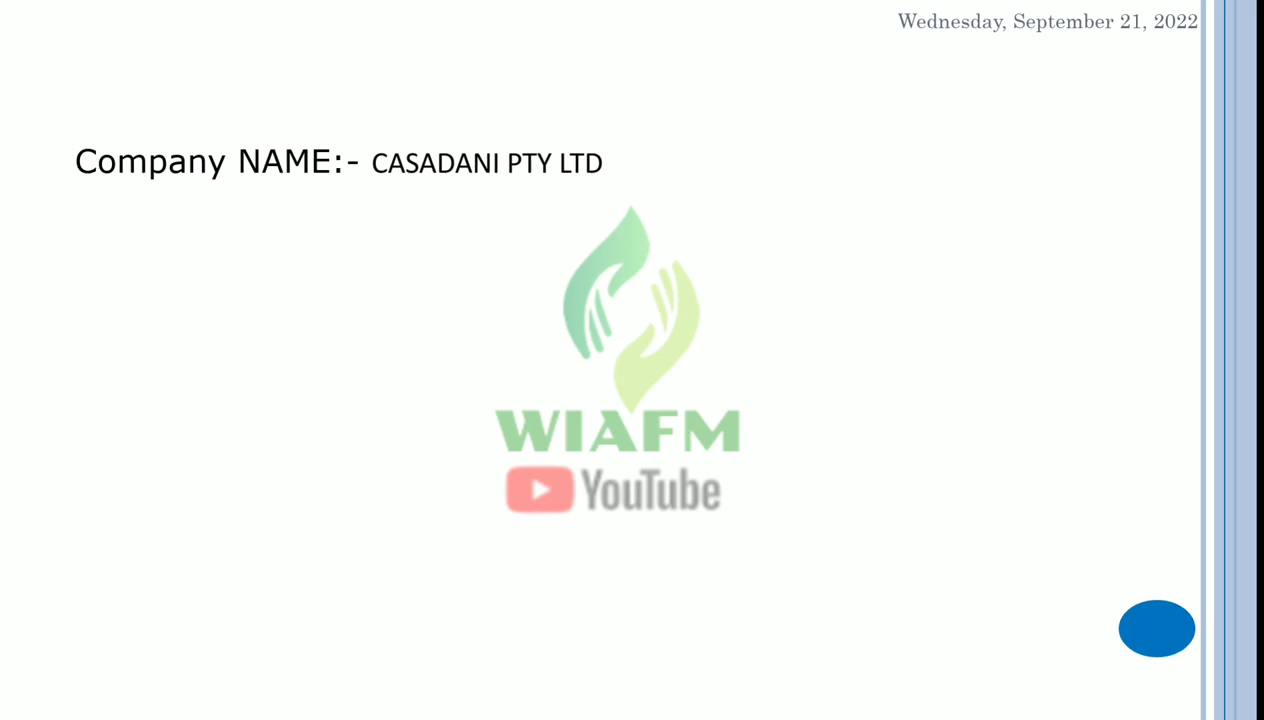 Wednesday, September 21, 2022
Company NAME:- CASADANI PTY LTD
WIAFM
YouTube